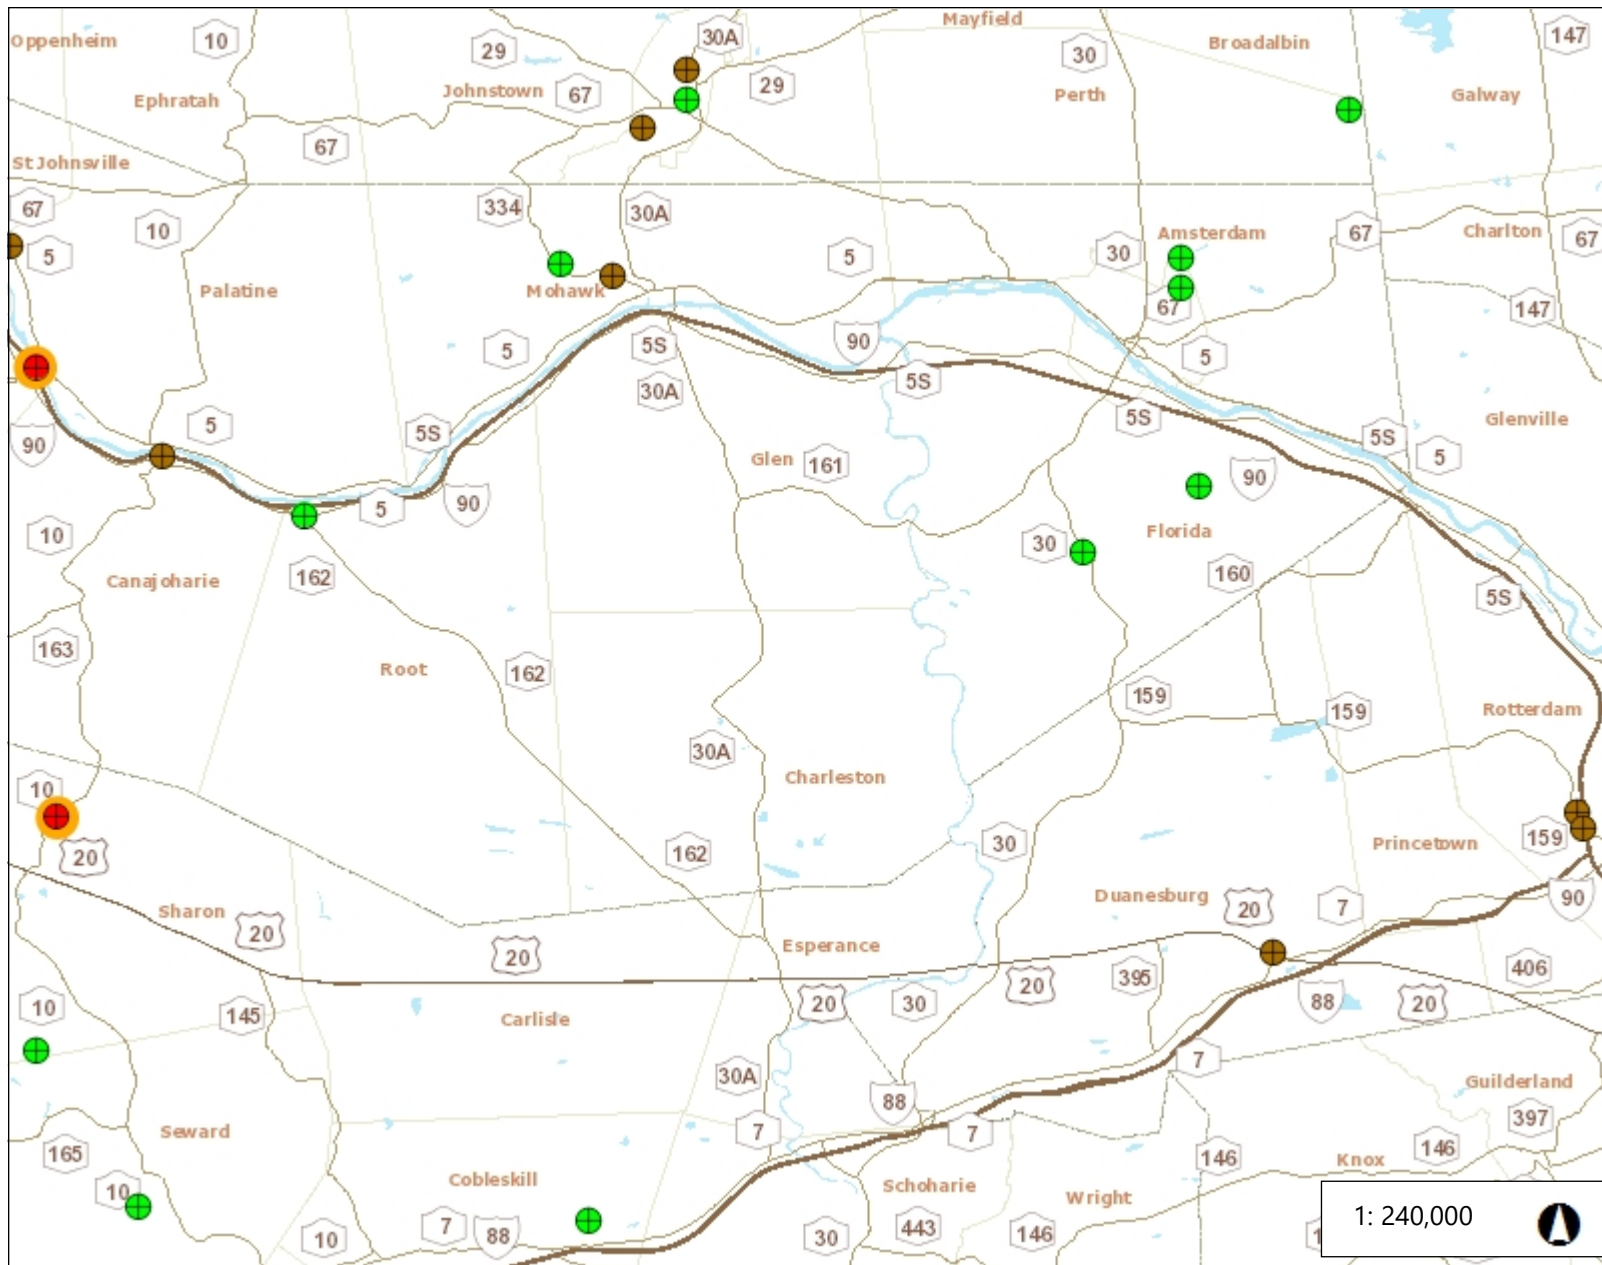 Mayfield
Oppenheim
10
29
30A
30
Broadalbin
147
Ephratah
Johnstown
67
29
Perth
Galway
67
St Johnsville
67
10
334
30A
5
30
Amsterdam
67
Charlton
67
5
Palatine
Mohawk
67
147
5
5S
90
5
30A
5S
5S
Glenville
5
5S
5S
5
90
Glen
161
90
90
5
10
30
Florida
Canajoharie
162
160
5S
163
Root
162
159
159
Rotterdam
30A
Charleston
10
20
162
30
Princetown
159
Sharon
20
Duanesburg
20
7
90
20
Esperance
20
395
406
10
145
Carlisle
20
30
88
20
30A
7
88
Guilderland
397
Seward
7
7
165
146
Knox
146
10
Cobleskill
Schoharie
Wright
10
7
88
30
443
146
1: 240,000